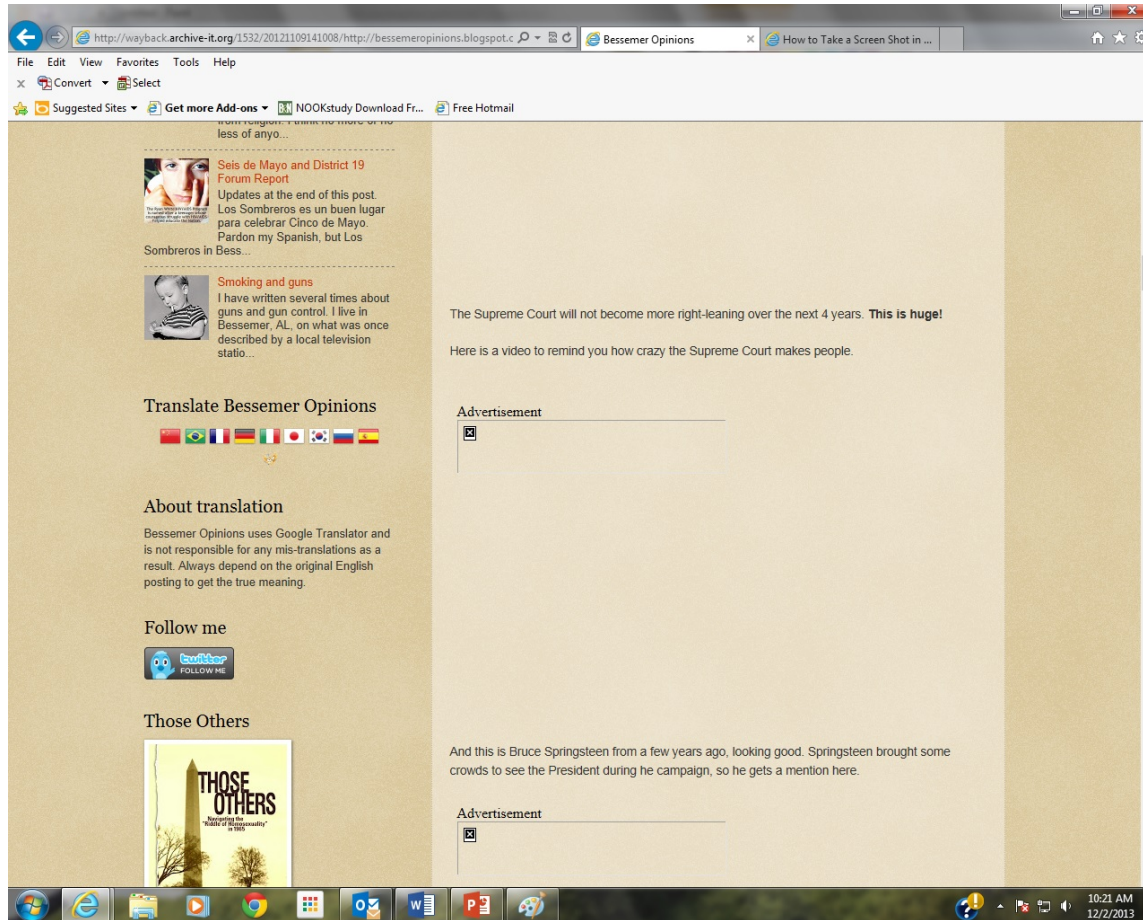 http://wayback.archive-it.org/1532/20121109141008/http://bessemeropinions.blogspot.c
Bessemer Opinions
How to Take a Screen Shot in ...
File Edit View Favorites Tools Help
x Convert Select
Suggested Sites Get more Add-ons NOOKstudy Download Fr... Free Hotmail
less of anyo...
Seis de Mayo and District 19
Forum Report
Updates at the end of this post.
Los Sombreros es un buen lugar
para celebrar Cinco de Mayo.
Pardon my Spanish, but Los
Sombreros in Bess...
Smoking and guns
I have written several times about
guns and gun control. I live in
Bessemer, AL, on what was once
described by a local television
statio...
Translate Bessemer Opinions
About translation
Bessemer Opinions uses Google Translator and
is not responsible for any mis-translations as a
result. Always depend on the original English
posting to get the true meaning.
Follow me
twitter
FOLLOW ME
Those Others
THOSE
OTHERS
Navigating the
"Riddle of Homosexuality"
in 1965
The Supreme Court will not become more right-leaning over the next 4 years. This is huge!
Here is a video to remind you how crazy the Supreme Court makes people.
Advertisement
And this is Bruce Springsteen from a few years ago, looking good. Springsteen brought some
crowds to see the President during he campaign, so he gets a mention here.
Advertisement
10:21 AM
12/2/2013